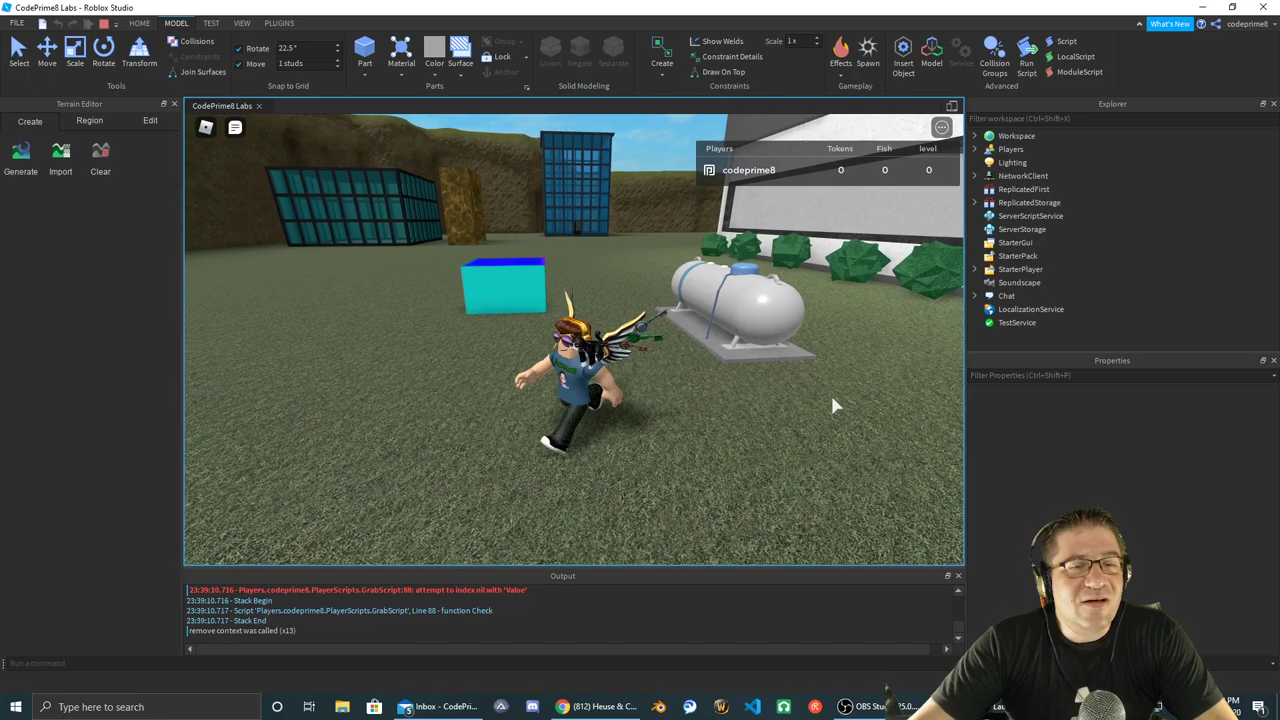 CodePrime8 Labs - Roblox Studio
FILE HOME MODEL TEST VIEW PLUGINS
What's New codeprime8
Select Move Scale Rotate Transform
Collisions
Constraints
Join Surfaces
Tools
Rotate 22.5°
Move 1 studs
Snap to Grid
Part Material Color Surface
Group
Lock
Anchor
Parts
Union Negate Separate
Solid Modeling
Create
Show Welds Scale 1 x
Constraint Details
Draw On Top
Constraints
Effects Spawn
Gameplay
Insert Object
Model
Service
Collision Groups
Run Script
Script
LocalScript
ModuleScript
Advanced
Terrain Editor
Create Region Edit
Generate Import Clear
CodePrime8 Labs
Players Tokens Fish level
codeprime8 0 0 0
Explorer
Filter workspace (Ctrl+Shift+X)
Workspace
Players
Lighting
NetworkClient
ReplicatedFirst
ReplicatedStorage
ServerScriptService
ServerStorage
StarterGui
StarterPack
StarterPlayer
Soundscape
Chat
LocalizationService
TestService
Properties
Filter Properties (Ctrl+Shift+P)
Output
23:39:10.716 - Players.codeprime8.PlayerScripts.GrabScript:88: attempt to index nil with 'Value'
23:39:10.716 - Stack Begin
23:39:10.717 - Script 'Players.codeprime8.PlayerScripts.GrabScript', Line 88 - function Check
23:39:10.717 - Stack End
remove context was called (x13)
Run a command
Type here to search
5 Inbox - CodePri...
(812) Heuse & C...
OBS Studio 25.0...